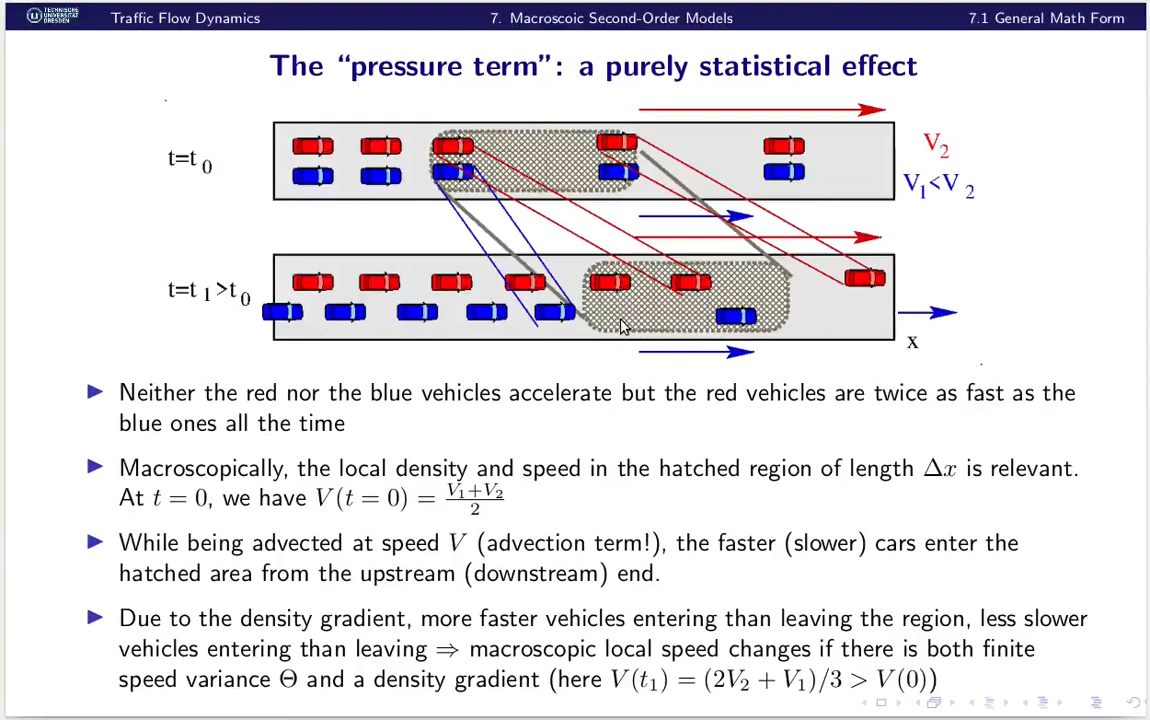 TECHNISCHE
UNIVERSITÄT
DRESDEN
Traffic Flow Dynamics
7. Macroscoic Second-Order Models
7.1 General Math Form
The “pressure term”: a purely statistical effect
t=t 0
V2
V1<V 2
t=t 1>t0
x
▶ Neither the red nor the blue vehicles accelerate but the red vehicles are twice as fast as the
blue ones all the time
▶ Macroscopically, the local density and speed in the hatched region of length Δx is relevant.
At t = 0, we have V(t = 0) = (V₁+V₂)/2
▶ While being advected at speed V (advection term!), the faster (slower) cars enter the
hatched area from the upstream (downstream) end.
▶ Due to the density gradient, more faster vehicles entering than leaving the region, less slower
vehicles entering than leaving ⇒ macroscopic local speed changes if there is both finite
speed variance Θ and a density gradient (here V(t₁) = (2V₂ + V₁)/3 > V(0))